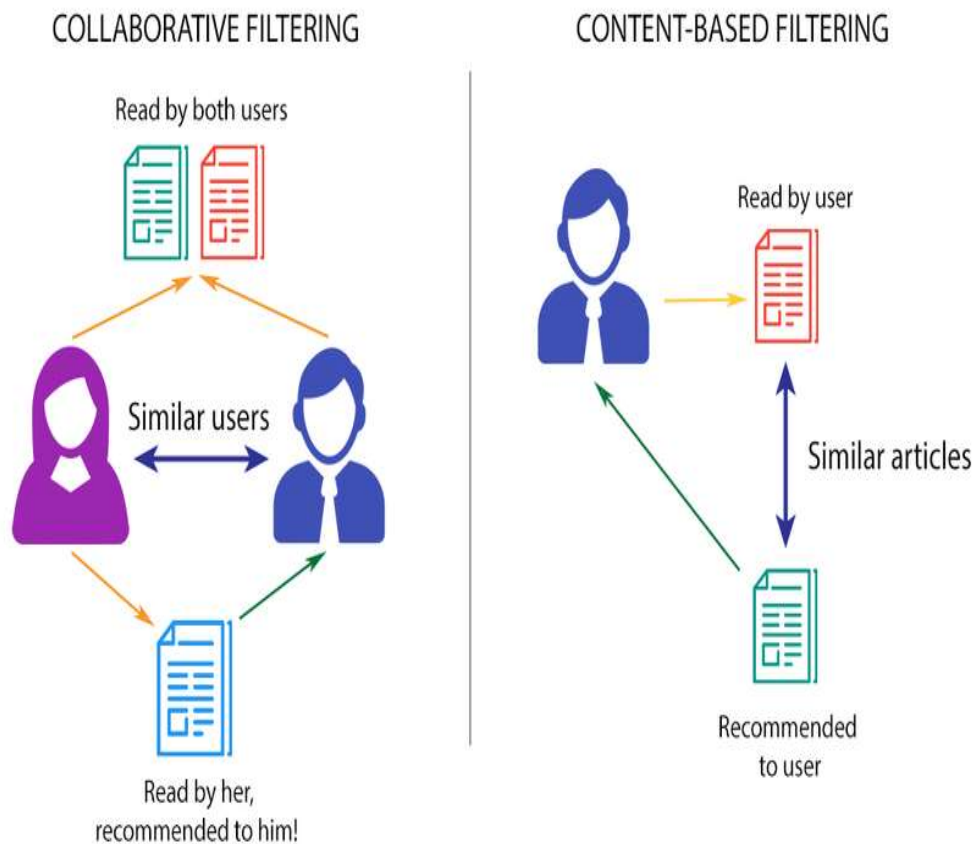 COLLABORATIVE FILTERING
Read by both users
Similar users
Read by her,
recommended to him!
CONTENT-BASED FILTERING
Read by user
Similar articles
Recommended
to user